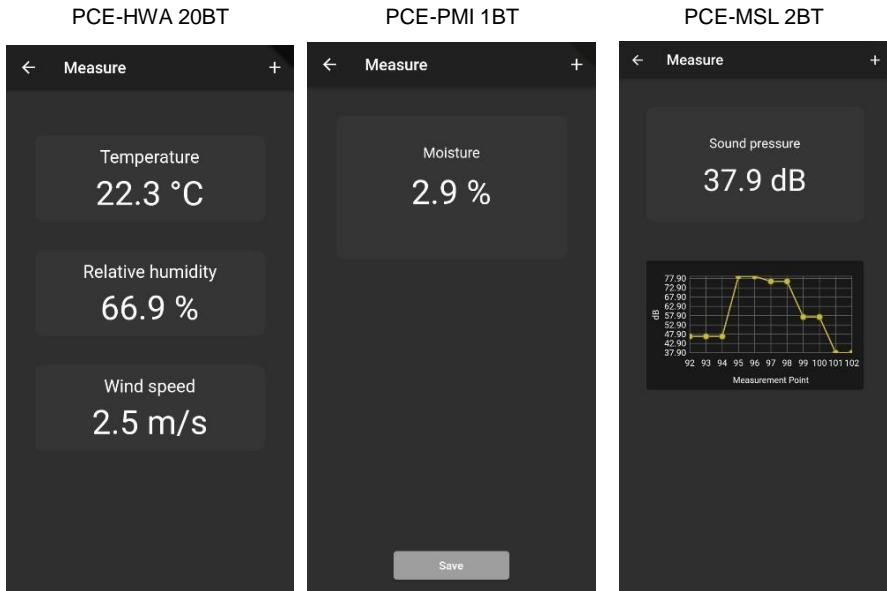 PCE-HWA 20BT
← Measure +
Temperature
22.3 °C
Relative humidity
66.9 %
Wind speed
2.5 m/s
PCE-PMI 1BT
← Measure +
Moisture
2.9 %
Save
PCE-MSL 2BT
← Measure +
Sound pressure
37.9 dB
77.90
72.90
67.90
62.90
57.90
52.90
47.90
42.90
37.90
dB
92 93 94 95 96 97 98 99 100 101 102
Measurement Point